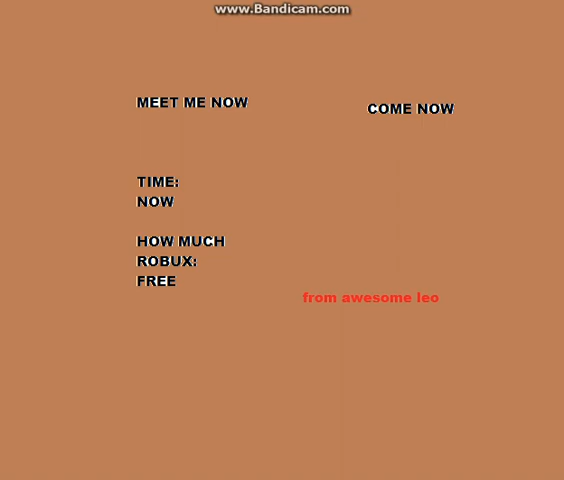 www.Bandicam.com
MEET ME NOW
COME NOW
TIME:
NOW
HOW MUCH
ROBUX:
FREE
from awesome leo